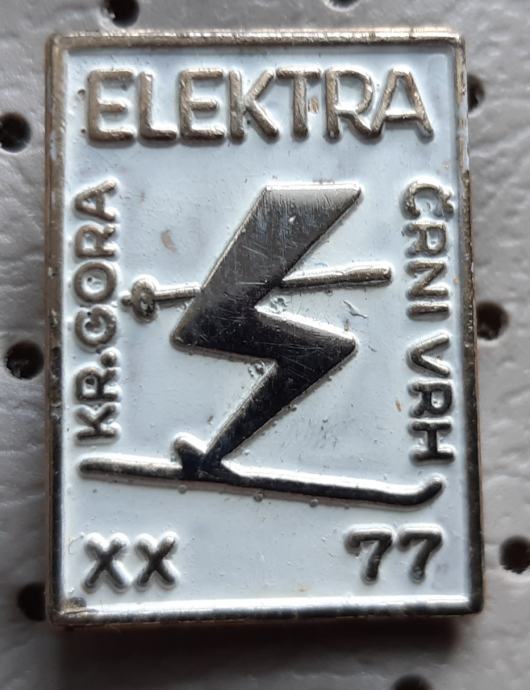 ELEKTRA
KR.GORA
ČRNI VRH
XX 77